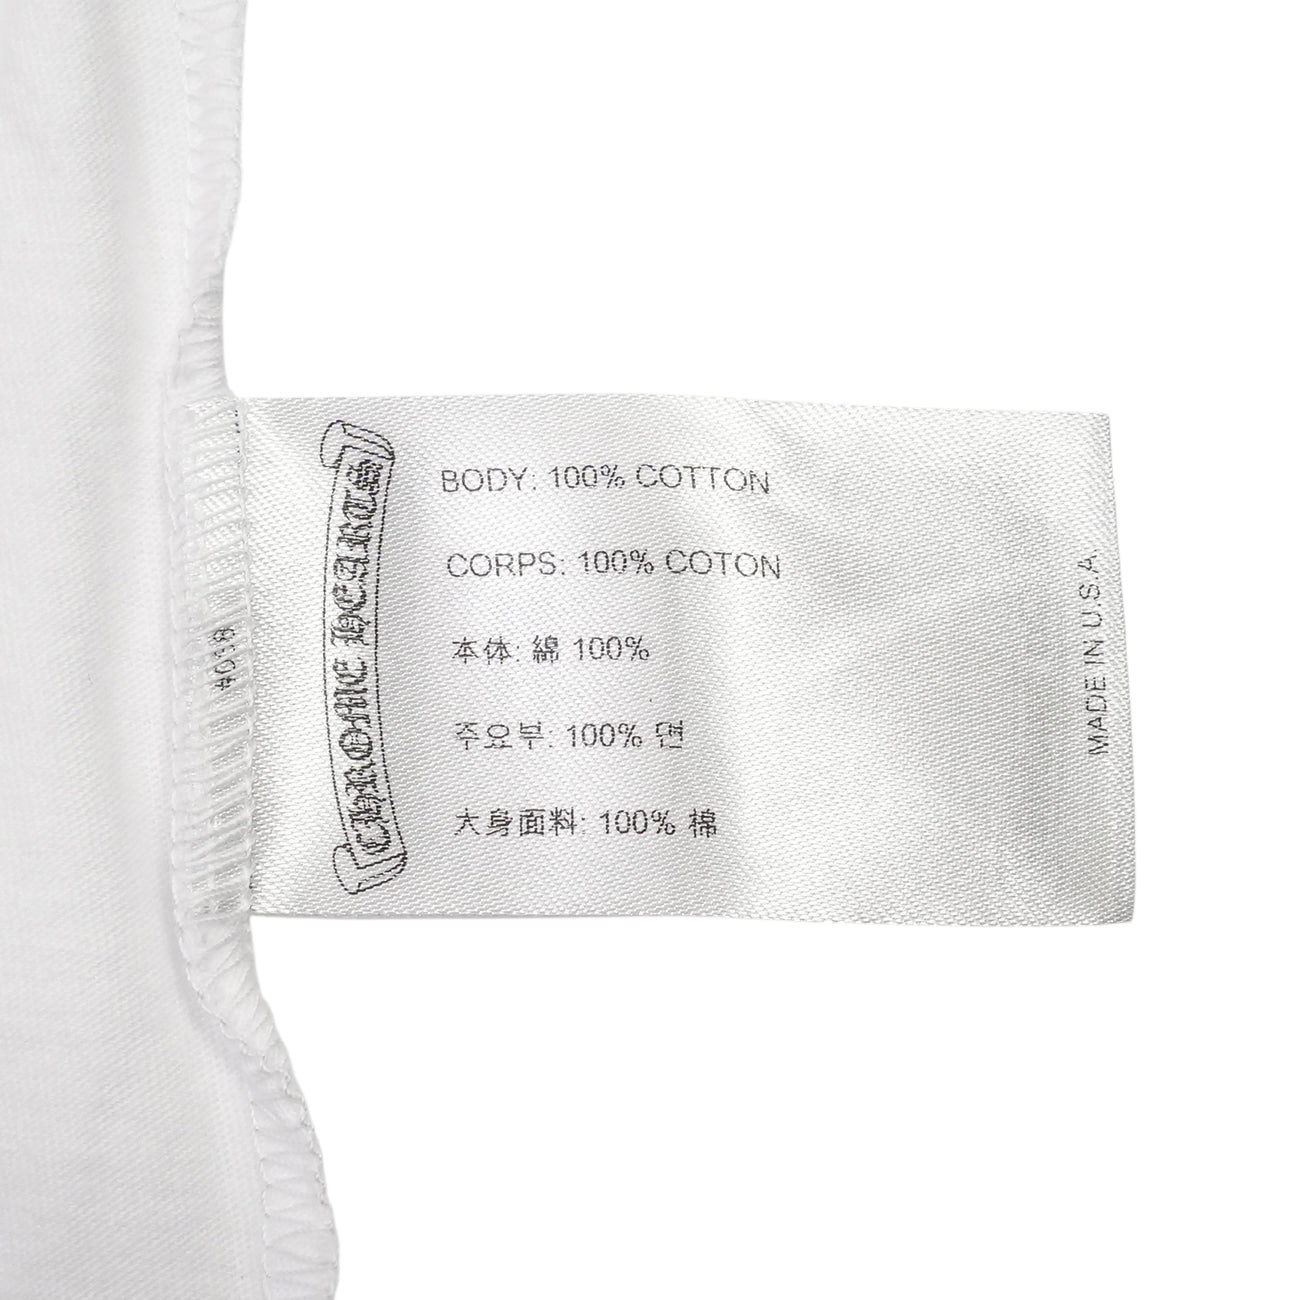 CHROME HEARTS
BODY: 100% COTTON
CORPS: 100% COTON
本体: 綿 100%
주요부: 100% 면
大身面料: 100% 棉
MADE IN U.S.A.